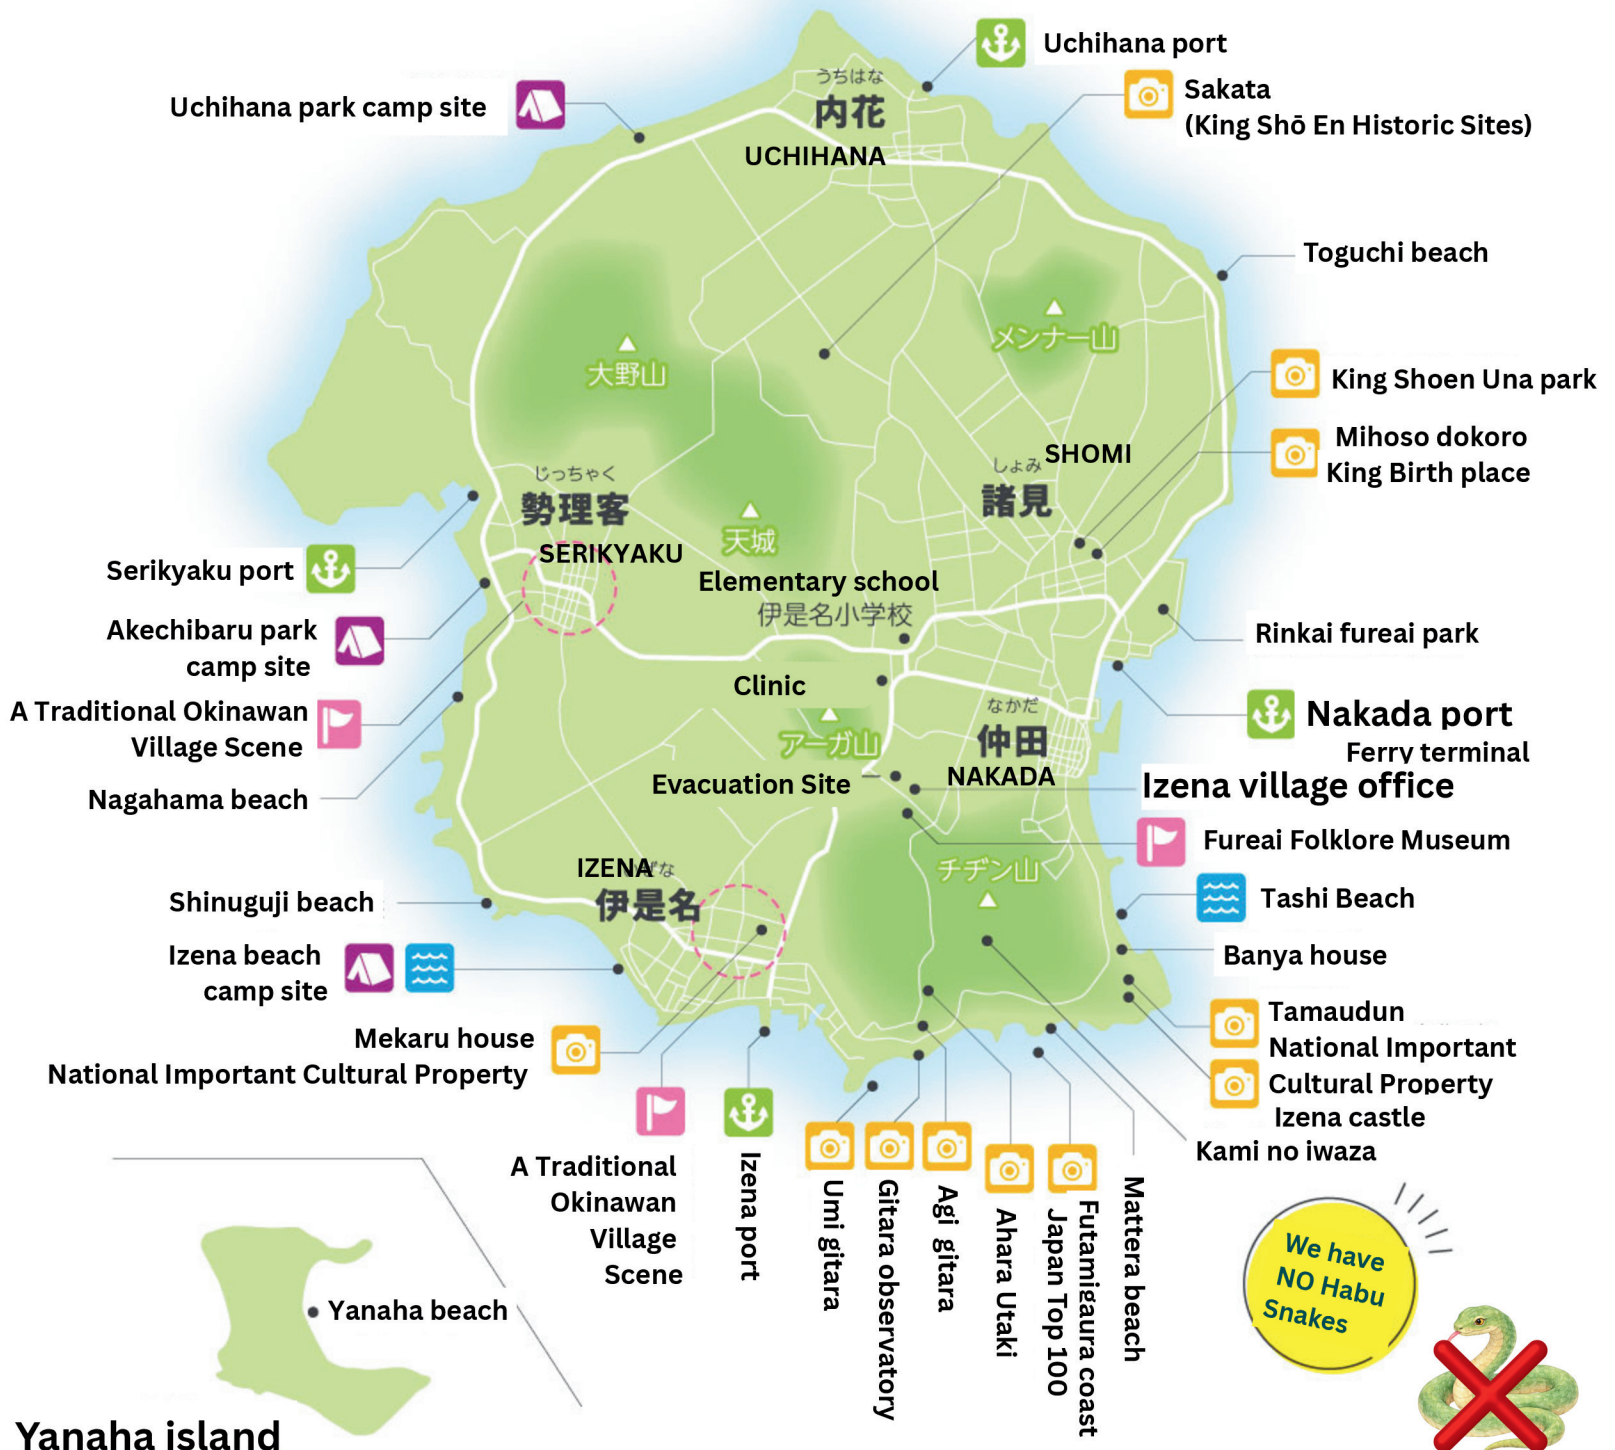 Uchihana port
Uchihana park camp site
Sakata
(King Shō En Historic Sites)
うちはな
内花
UCHIHANA
Toguchi beach
大野山
メンナー山
King Shoen Una park
Mihoso dokoro
King Birth place
SHOMI
しょみ
諸見
じっちゃく
勢理客
SERIKYAKU
天城
Elementary school
伊是名小学校
Serikyaku port
Akechibaru park
camp site
Rinkai fureai park
Clinic
A Traditional Okinawan
Village Scene
なかだ
仲田
NAKADA
Nakada port
Ferry terminal
アーガ山
Evacuation Site
Izena village office
Nagahama beach
Fureai Folklore Museum
チヂン山
IZENA
伊是名
Shinuguji beach
Tashi Beach
Izena beach
camp site
Banya house
Mekaru house
National Important Cultural Property
Tamaudun
National Important
Cultural Property
Izena castle
Kami no iwaza
A Traditional
Okinawan
Village
Scene
Izena port
Umi gitara
Gitara observatory
Agi gitara
Ahara Utaki
Futamigaura coast
Japan Top 100
Mattera beach
We have
NO Habu
Snakes
Yanaha beach
Yanaha island